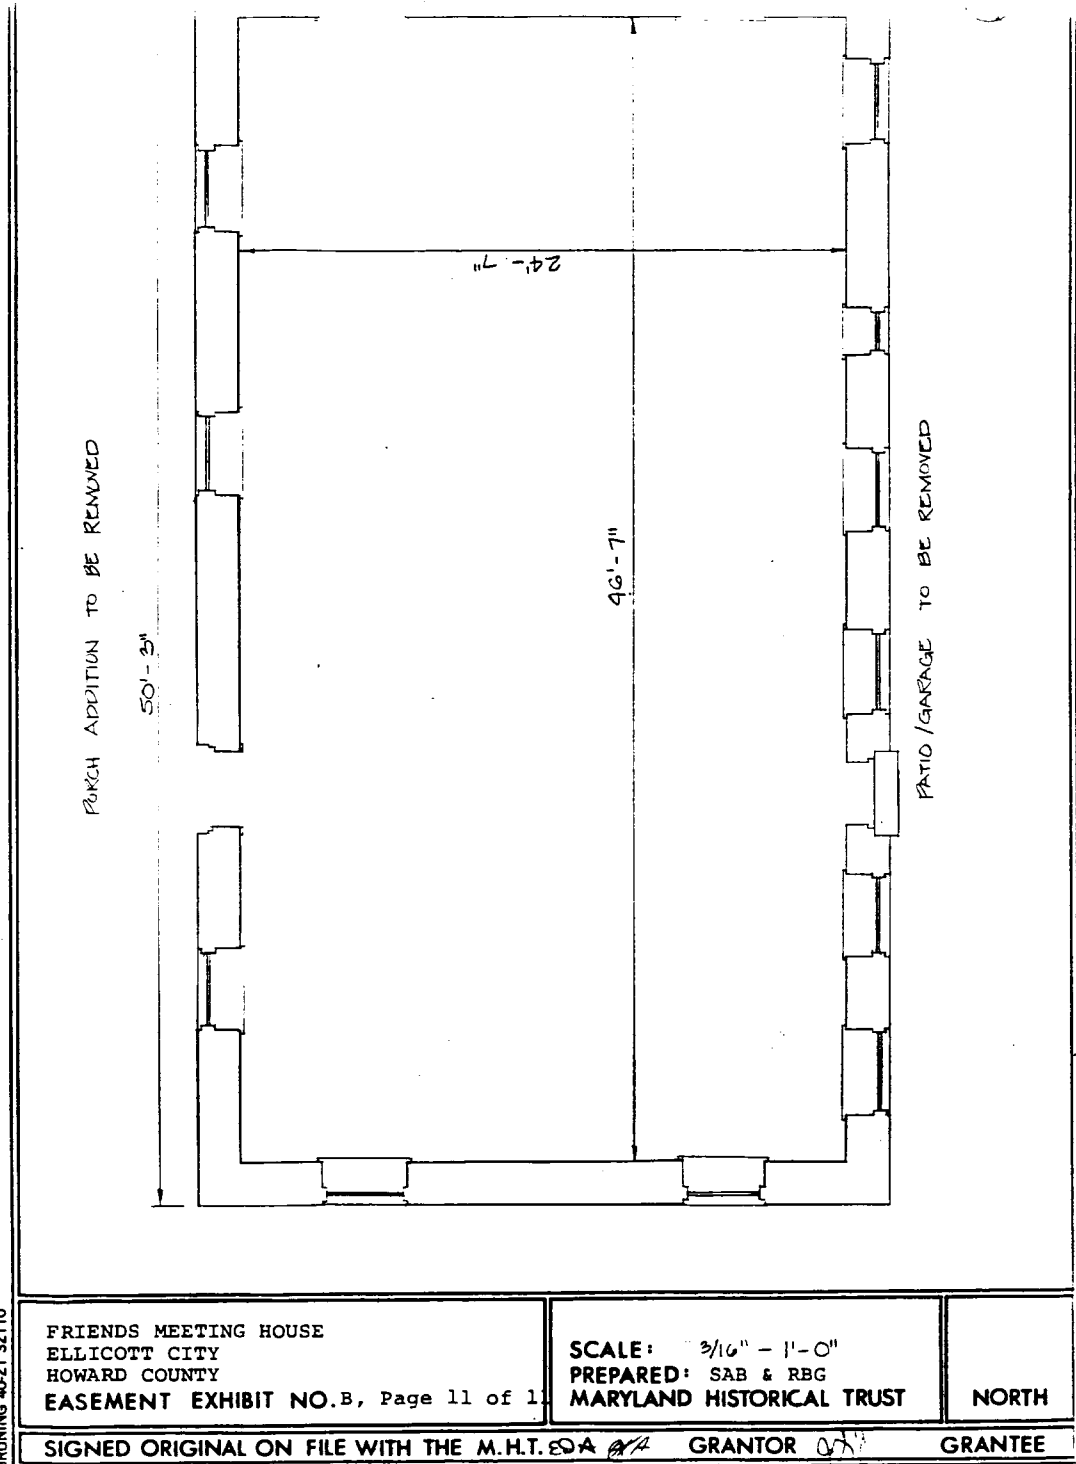 24'-7"
46'-7"
50'-3"
PORCH ADDITION TO BE REMOVED
PATIO/GARAGE TO BE REMOVED
FRIENDS MEETING HOUSE
ELLICOTT CITY
HOWARD COUNTY
EASEMENT EXHIBIT NO. B, Page 11 of 1
SCALE: 3/16" - 1'-0"
PREPARED: SAB & RBG
MARYLAND HISTORICAL TRUST
NORTH
SIGNED ORIGINAL ON FILE WITH THE M.H.T. GRANTOR GRANTEE